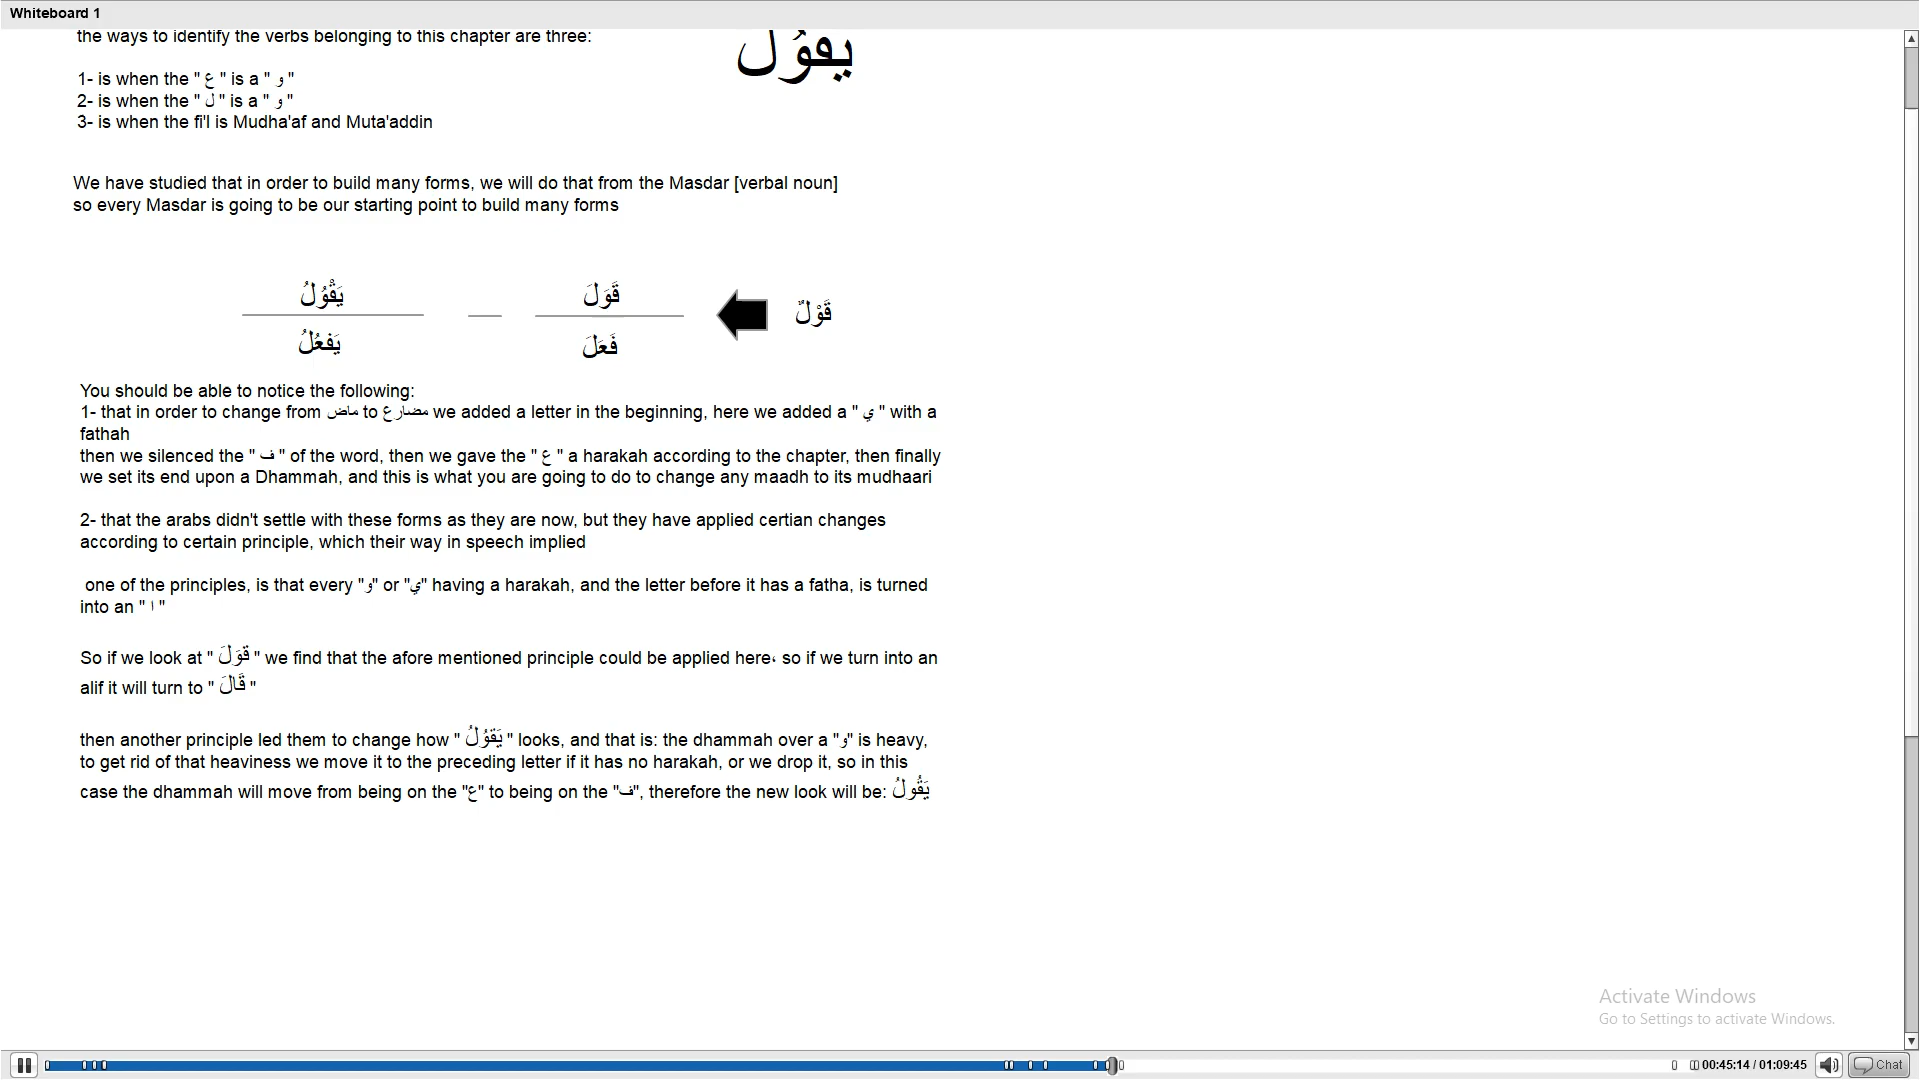 Whiteboard 1
the ways to identify the verbs belonging to this chapter are three:
يقوُل
1- is when the " ع " is a " و "
2- is when the " ل " is a " و "
3- is when the fi'l is Mudha'af and Muta'addin
We have studied that in order to build many forms, we will do that from the Masdar [verbal noun]
so every Masdar is going to be our starting point to build many forms
قَوْلٌ
قَوَلَ
يَقْوُلُ
فَعَلَ
يَفعُلُ
You should be able to notice the following:
1- that in order to change from ماض to مضارع we added a letter in the beginning, here we added a " ي " with a
fathah
then we silenced the " ف " of the word, then we gave the " ع " a harakah according to the chapter, then finally
we set its end upon a Dhammah, and this is what you are going to do to change any maadh to its mudhaari
2- that the arabs didn't settle with these forms as they are now, but they have applied certian changes
according to certain principle, which their way in speech implied
one of the principles, is that every "و" or "ي" having a harakah, and the letter before it has a fatha, is turned
into an " ا "
So if we look at " قوَلَ " we find that the afore mentioned principle could be applied here، so if we turn into an
alif it will turn to " قَالَ "
then another principle led them to change how " يَقوُلُ " looks, and that is: the dhammah over a "و" is heavy,
to get rid of that heaviness we move it to the preceding letter if it has no harakah, or we drop it, so in this
case the dhammah will move from being on the "ع" to being on the "ف", therefore the new look will be: يَقُولُ
Activate Windows
Go to Settings to activate Windows.
00:45:14 / 01:09:45
Chat